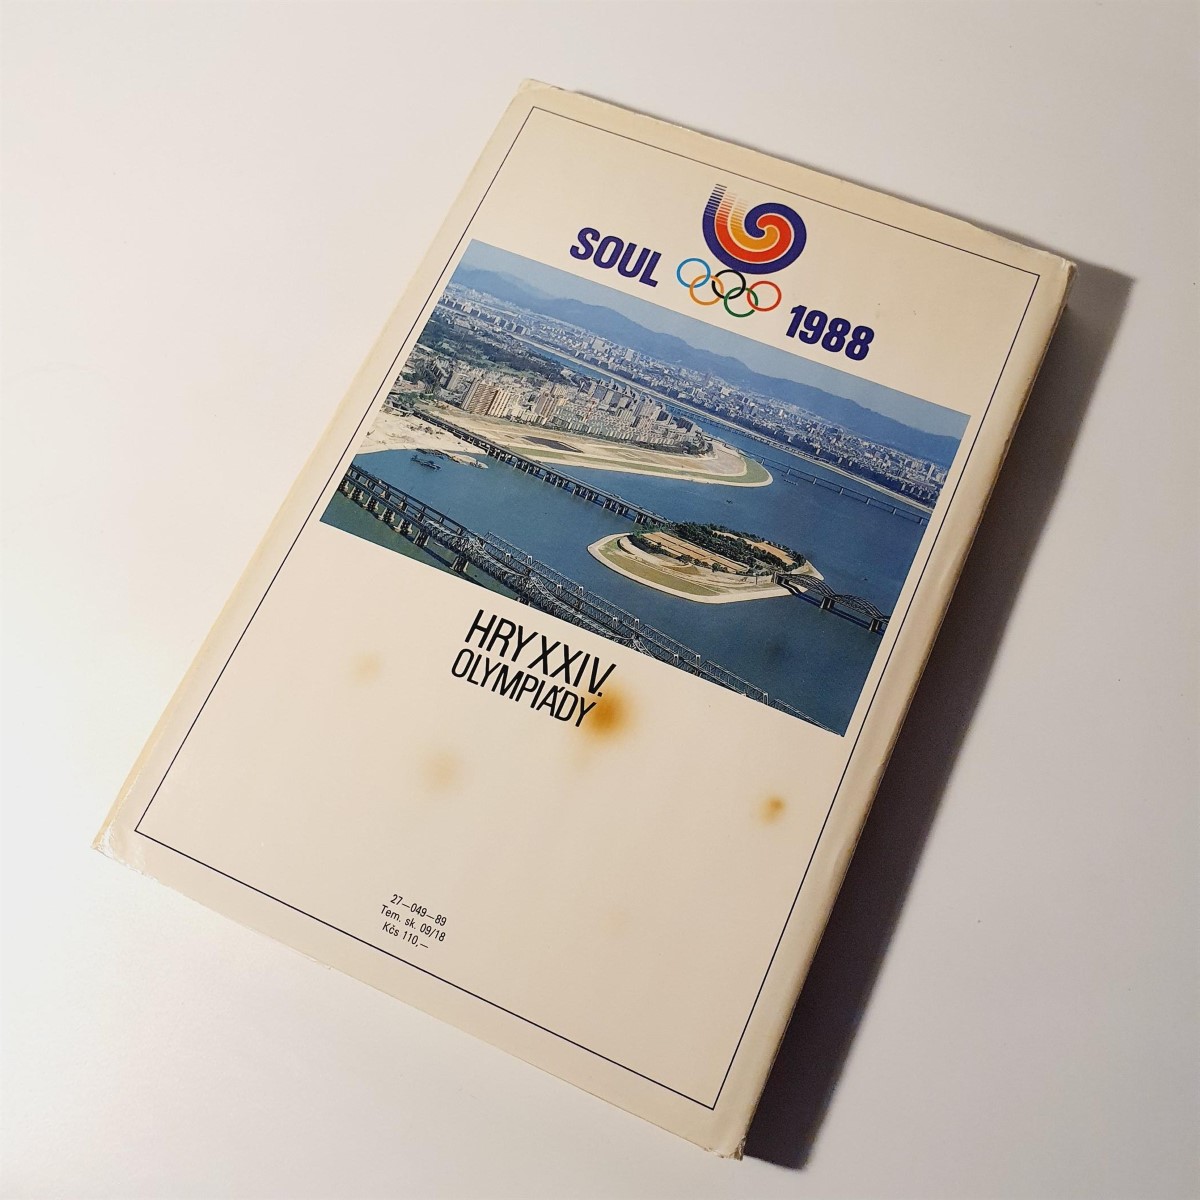 SOUL
1988
HRY XXIV.
OLYMPIÁDY
27—049—89
Tem. sk. 09/18
Kčs 110,—